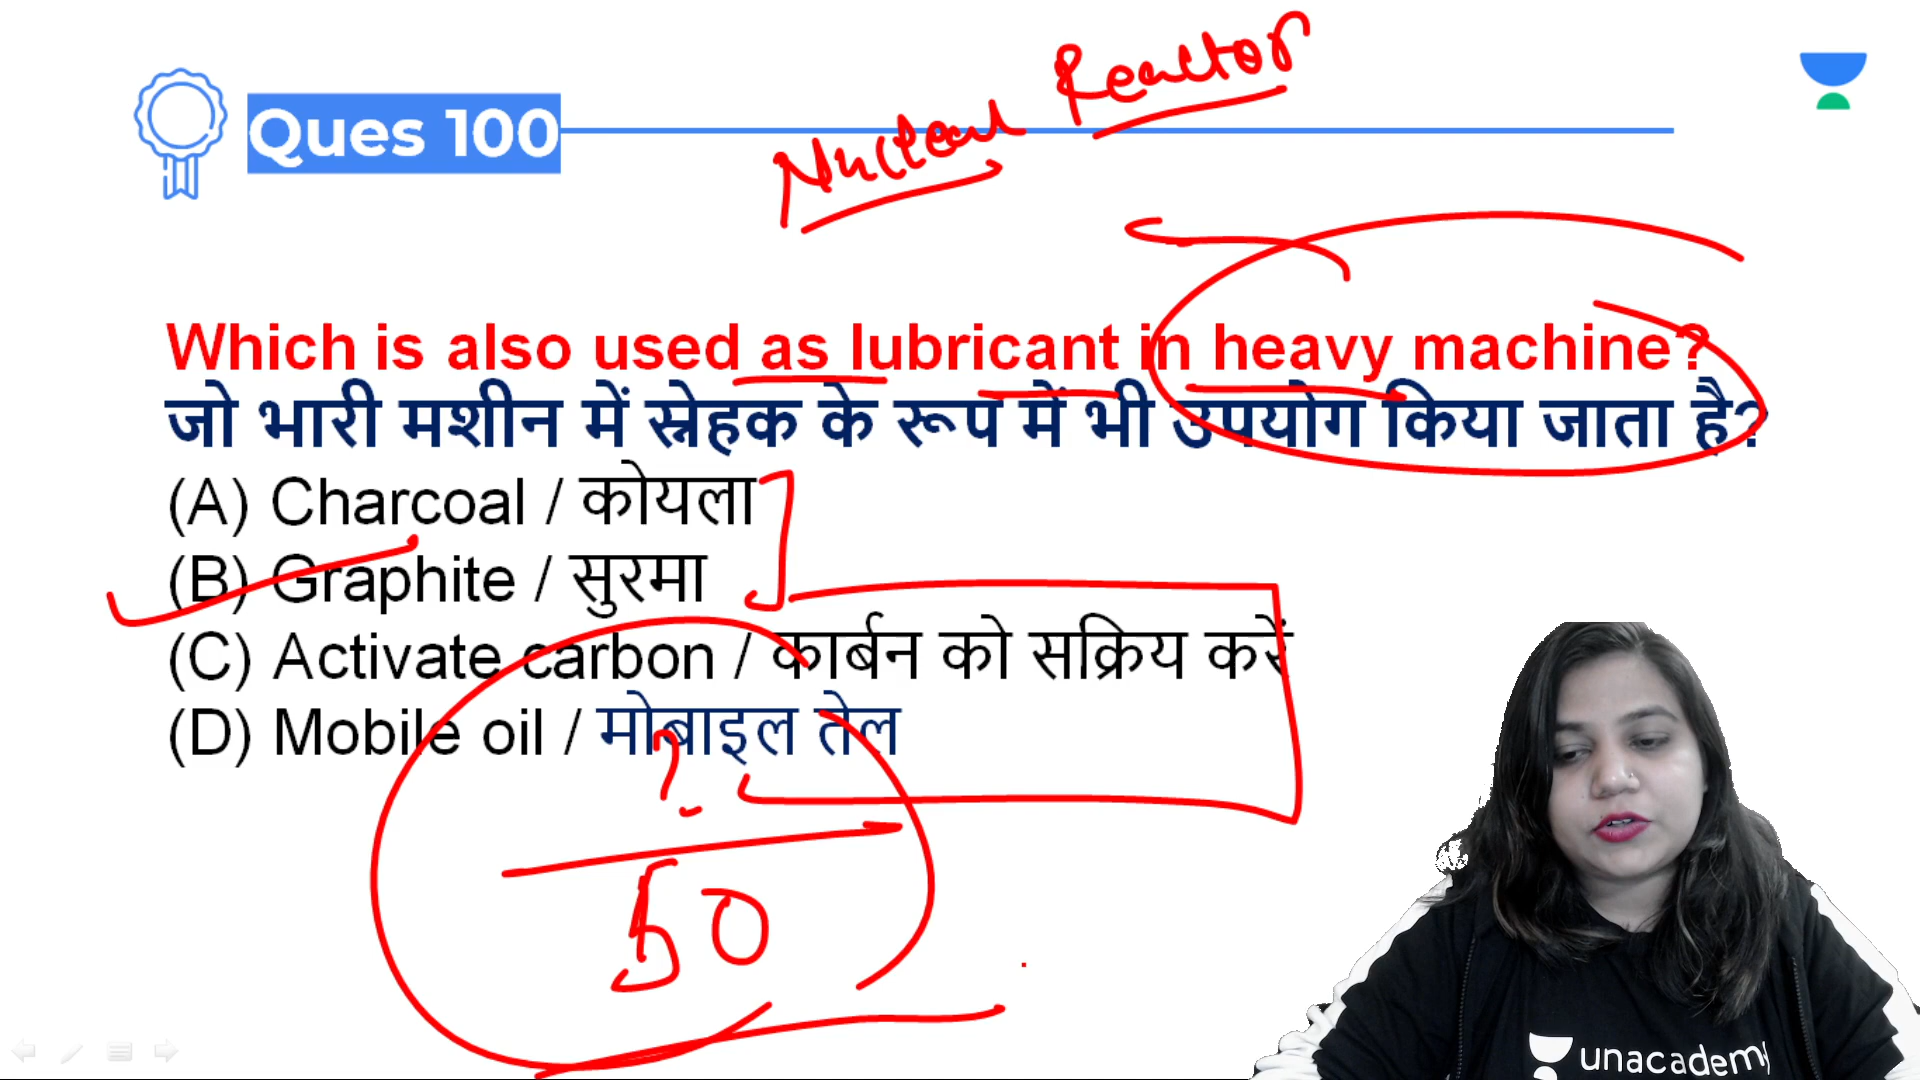 Nuclear Reactor
Ques 100
Which is also used as lubricant in heavy machine?
जो भारी मशीन में स्नेहक के रूप में भी उपयोग किया जाता है?
(A) Charcoal / कोयला
(B) Graphite / सुरमा
(C) Activate carbon / कार्बन को सक्रिय करें
(D) Mobile oil / मोबाइल तेल
?
50
unacademy